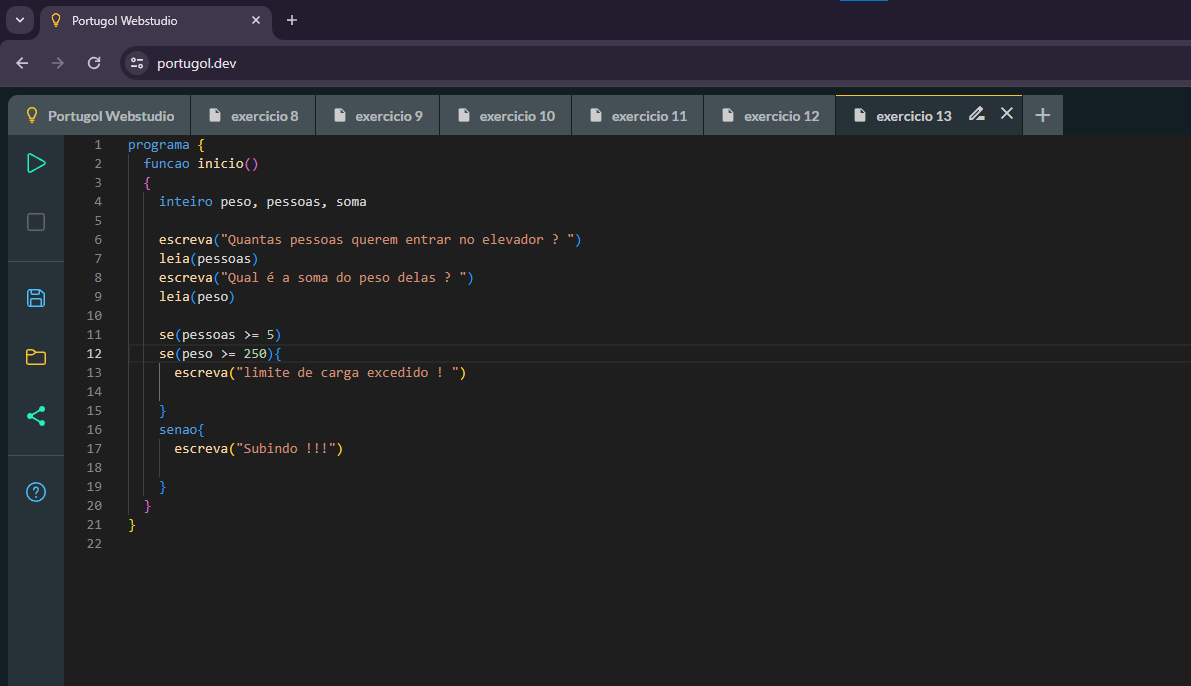 Portugol Webstudio
portugol.dev
Portugol Webstudio exercicio 8 exercicio 9 exercicio 10 exercicio 11 exercicio 12 exercicio 13
1 programa {
2 funcao inicio()
3 {
4 inteiro peso, pessoas, soma
5
6 escreva("Quantas pessoas querem entrar no elevador ? ")
7 leia(pessoas)
8 escreva("Qual é a soma do peso delas ? ")
9 leia(peso)
10
11 se(pessoas >= 5)
12 se(peso >= 250){
13 escreva("limite de carga excedido ! ")
14
15 }
16 senao{
17 escreva("Subindo !!!")
18
19 }
20 }
21 }
22